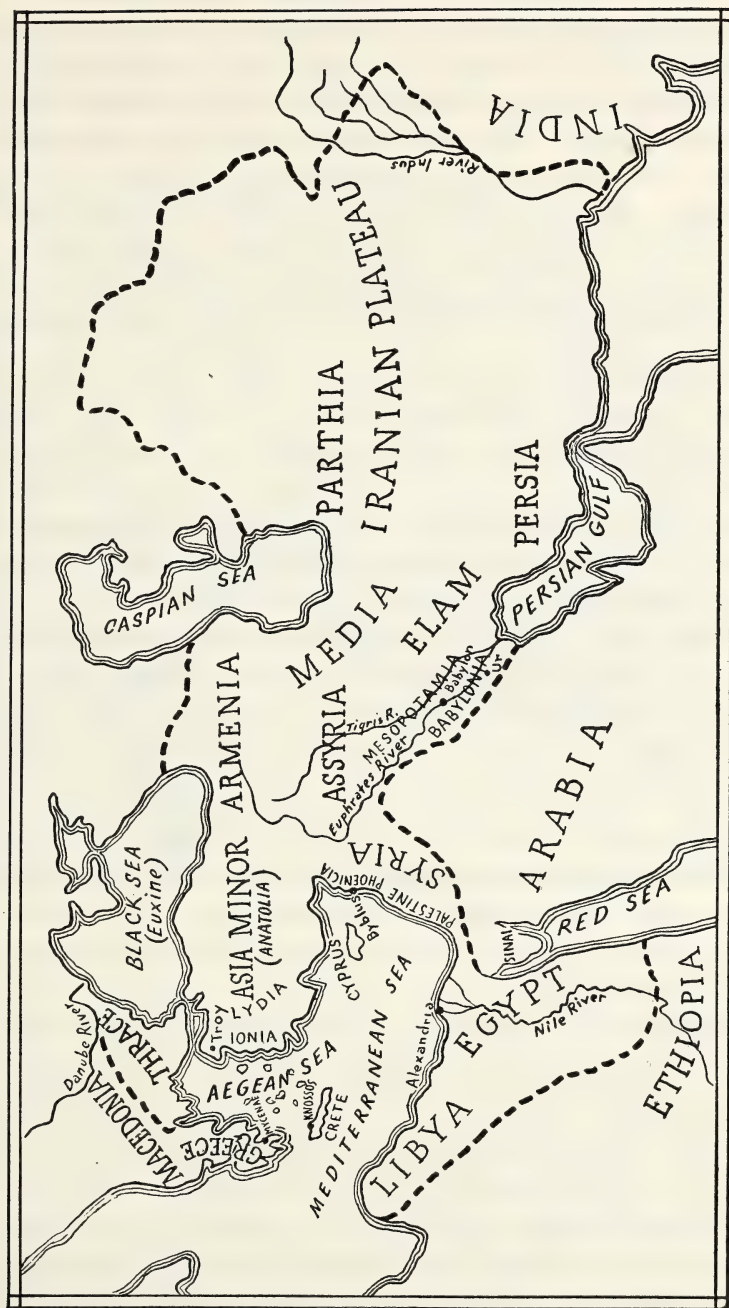 Danube River
MACEDONIA
THRACE
GREECE
MYCENAE
AEGEAN SEA
KNOSSOS
CRETE
MEDITERRANEAN SEA
BLACK SEA
(Euxine)
Troy
LYDIA
IONIA
ASIA MINOR
(ANATOLIA)
ARMENIA
CYPRUS
Byblus
PALESTINE PHOENICIA
SYRIA
Alexandria
LIBYA
EGYPT
Nile River
ETHIOPIA
SINAI
RED SEA
ARABIA
CASPIAN SEA
ASSYRIA
Tigris R.
MESOPOTAMIA
Euphrates River
Babylon
BABYLONIA
Ur
MEDIA
ELAM
PARTHIA
IRANIAN PLATEAU
PERSIA
PERSIAN GULF
River Indus
INDIA